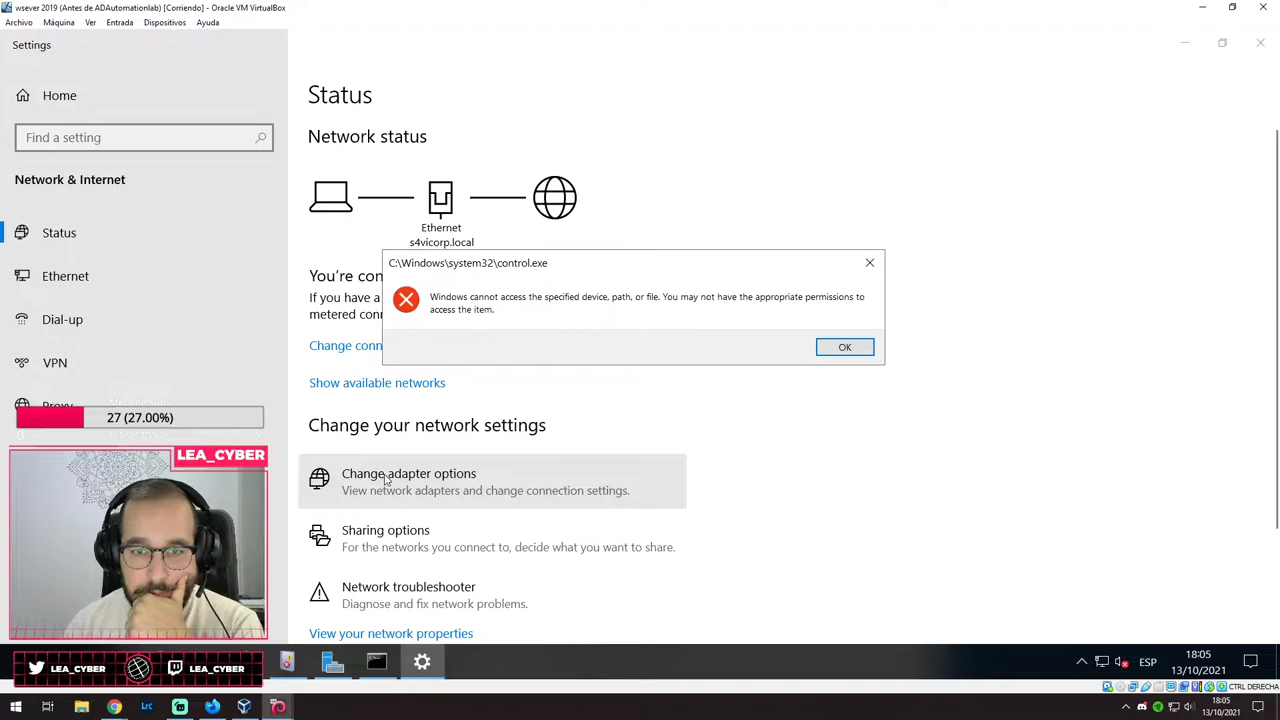 wsever 2019 (Antes de ADAutomationlab) [Corriendo] - Oracle VM VirtualBox
Archivo Máquina Ver Entrada Dispositivos Ayuda
Settings
Home
Find a setting
Network & Internet
Status
Ethernet
Dial-up
VPN
Proxy
27 (27.00%)
0
LEA_CYBER
LEA_CYBER
LEA_CYBER
Status
Network status
Ethernet
s4vicorp.local
You're con
If you have a
metered conn
Change conn
C:\Windows\system32\control.exe
Windows cannot access the specified device, path, or file. You may not have the appropriate permissions to
access the item.
OK
Show available networks
Change your network settings
Change adapter options
View network adapters and change connection settings.
Sharing options
For the networks you connect to, decide what you want to share.
Network troubleshooter
Diagnose and fix network problems.
View your network properties
ESP
18:05
13/10/2021
CTRL DERECHA
Lrc
18:05
13/10/2021